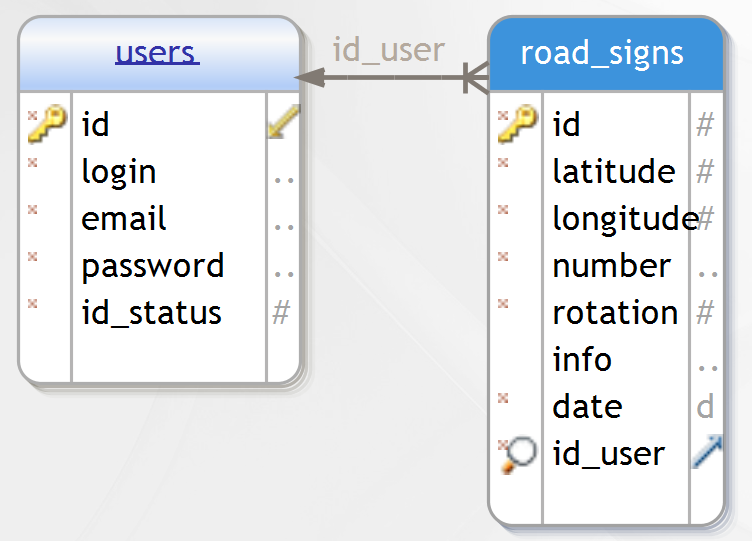 users
id
login
email
password
id_status #
id_user
road_signs
id #
latitude #
longitude #
number ..
rotation #
info ..
date d
id_user